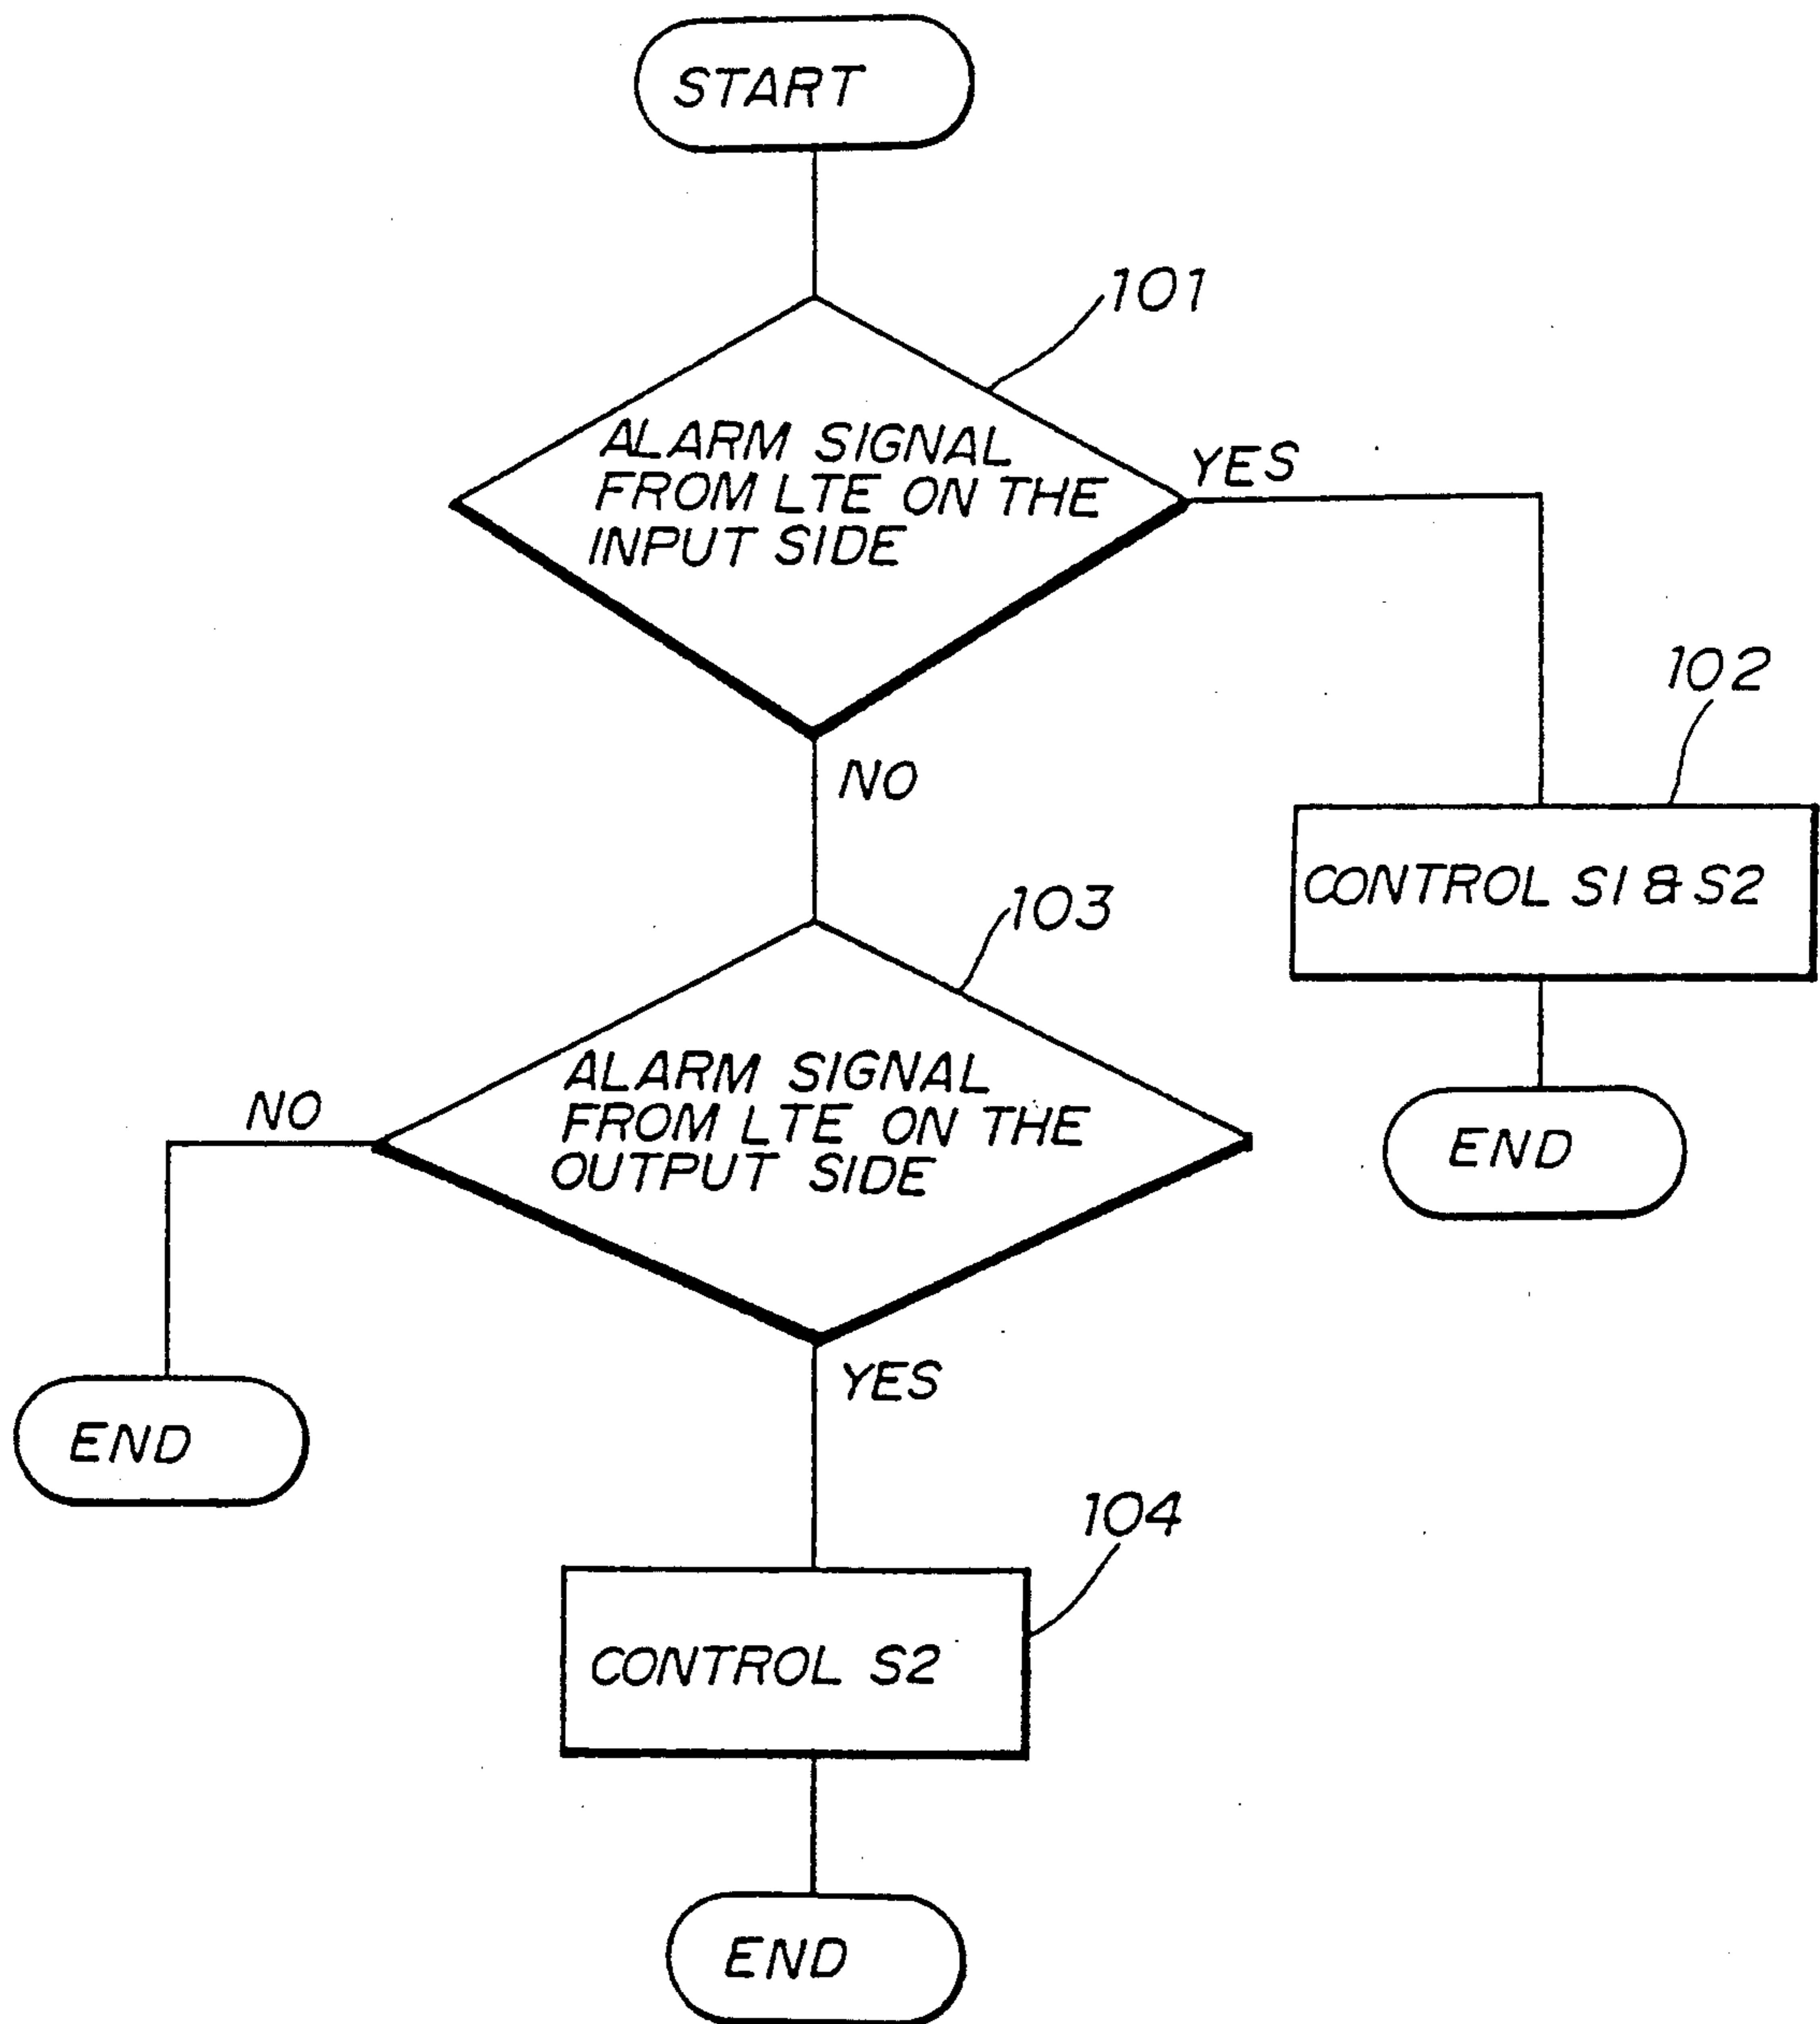 START
101
ALARM SIGNAL
FROM LTE ON THE
INPUT SIDE
YES
102
NO
CONTROL S1 & S2
103
ALARM SIGNAL
FROM LTE ON THE
OUTPUT SIDE
NO
END
YES
END
104
CONTROL S2
END